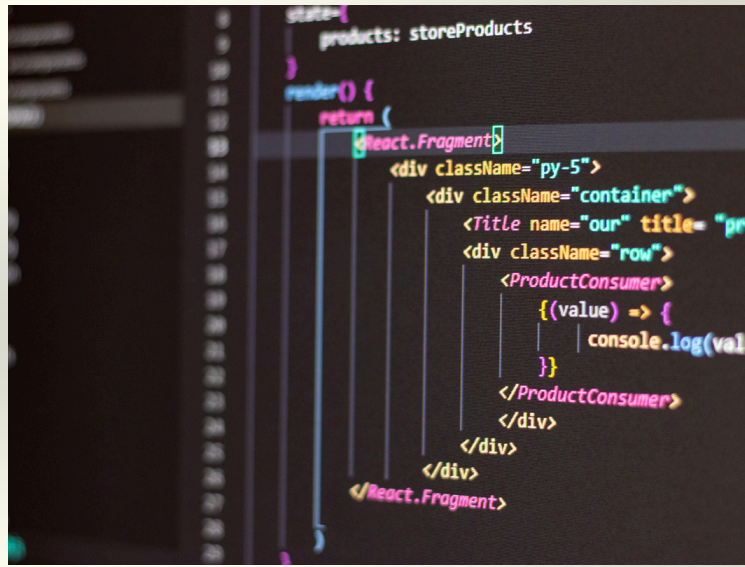 state={
products: storeProducts
}
render() {
return (
<React.Fragment>
<div className="py-5">
<div className="container">
<Title name="our" title= "pr
<div className="row">
<ProductConsumer>
{(value) => {
console.log(val
}}
</ProductConsumer>
</div>
</div>
</div>
</React.Fragment>
)
}